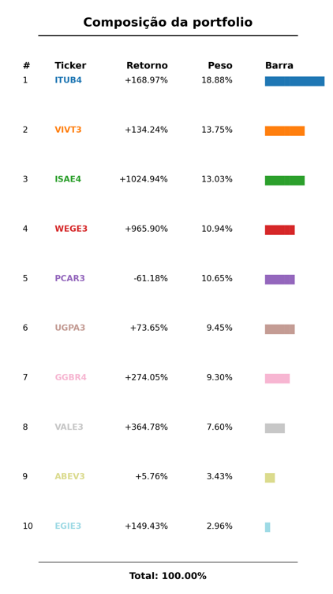 Composição da portfolio
# Ticker Retorno Peso Barra
1 ITUB4 +168.97% 18.88%
2 VIVT3 +134.24% 13.75%
3 ISAE4 +1024.94% 13.03%
4 WEGE3 +965.90% 10.94%
5 PCAR3 -61.18% 10.65%
6 UGPA3 +73.65% 9.45%
7 GGBR4 +274.05% 9.30%
8 VALE3 +364.78% 7.60%
9 ABEV3 +5.76% 3.43%
10 EGIE3 +149.43% 2.96%
Total: 100.00%